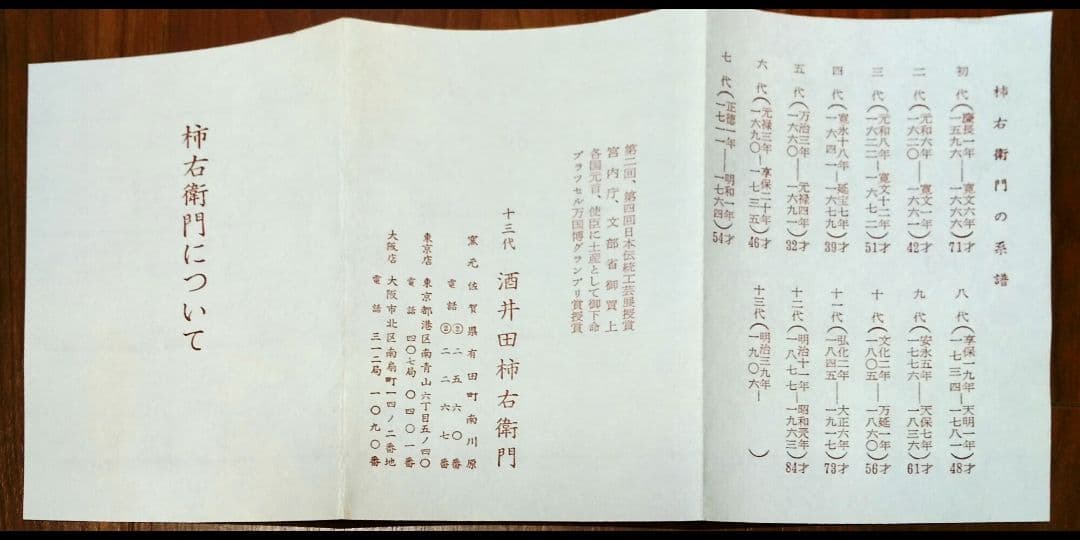 柿右衛門の系譜
初代(慶長一年―寛文六年 一五九六――一六六六)71才
二代(元和六年――寛文一年 一六二〇――一六六一)42才
三代(元和八年―寛文十二年 一六二二――一六七二)51才
四代(寛永十八年―延宝七年 一六四一――一六七九)39才
五代(万治三年――元禄四年 一六六〇――一六九一)32才
六代(元禄三年―享保二十年 一六九〇―一七三五)46才
七代(正徳一年――明和一年 一七一一――一七六四)54才
八代(享保一九年―天明一年 一七三四―一七八一)48才
九代(安永五年――天保七年 一七七六――一八三六)61才
十代(文化二年――万延一年 一八〇五――一八六〇)56才
十一代(弘化二年――大正六年 一八四五――一九一七)73才
十二代(明治十一年―昭和 年 一八七七――一九六三)84才
十三代(明治三九年― 一九〇六― )
第二回、第四回日本伝統工芸展授賞
宮内庁、文部省御買上
各国元首、使臣に土産として御下命
ブラツセル万国博グランプリ賞授賞
十三代 酒井田柿右衛門
窯元 佐賀県有田町南川原
電話②二五六〇番
②二二六七番
東京店 東京都港区南青山六丁目五ノ四〇
電話 四〇七局〇四〇一番
大阪店 大阪市北区南扇町一四ノ二番地
電話 三一二局一〇九〇番
柿右衛門について